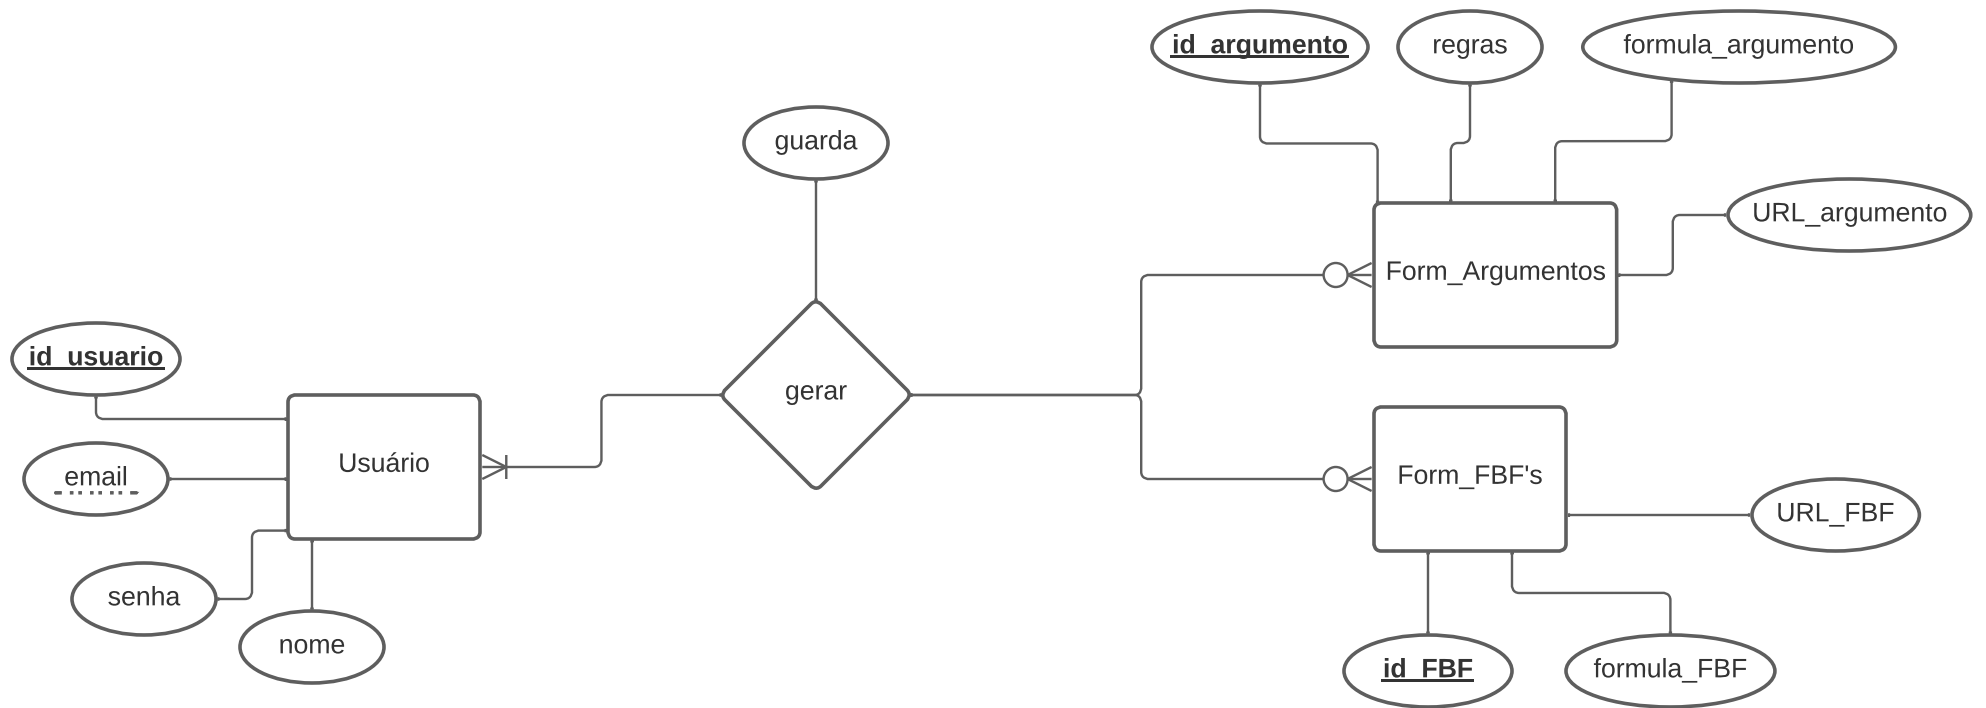 id_argumento
regras
formula_argumento
guarda
URL_argumento
Form_Argumentos
id_usuario
gerar
email
Usuário
Form_FBF's
URL_FBF
senha
nome
id_FBF
formula_FBF